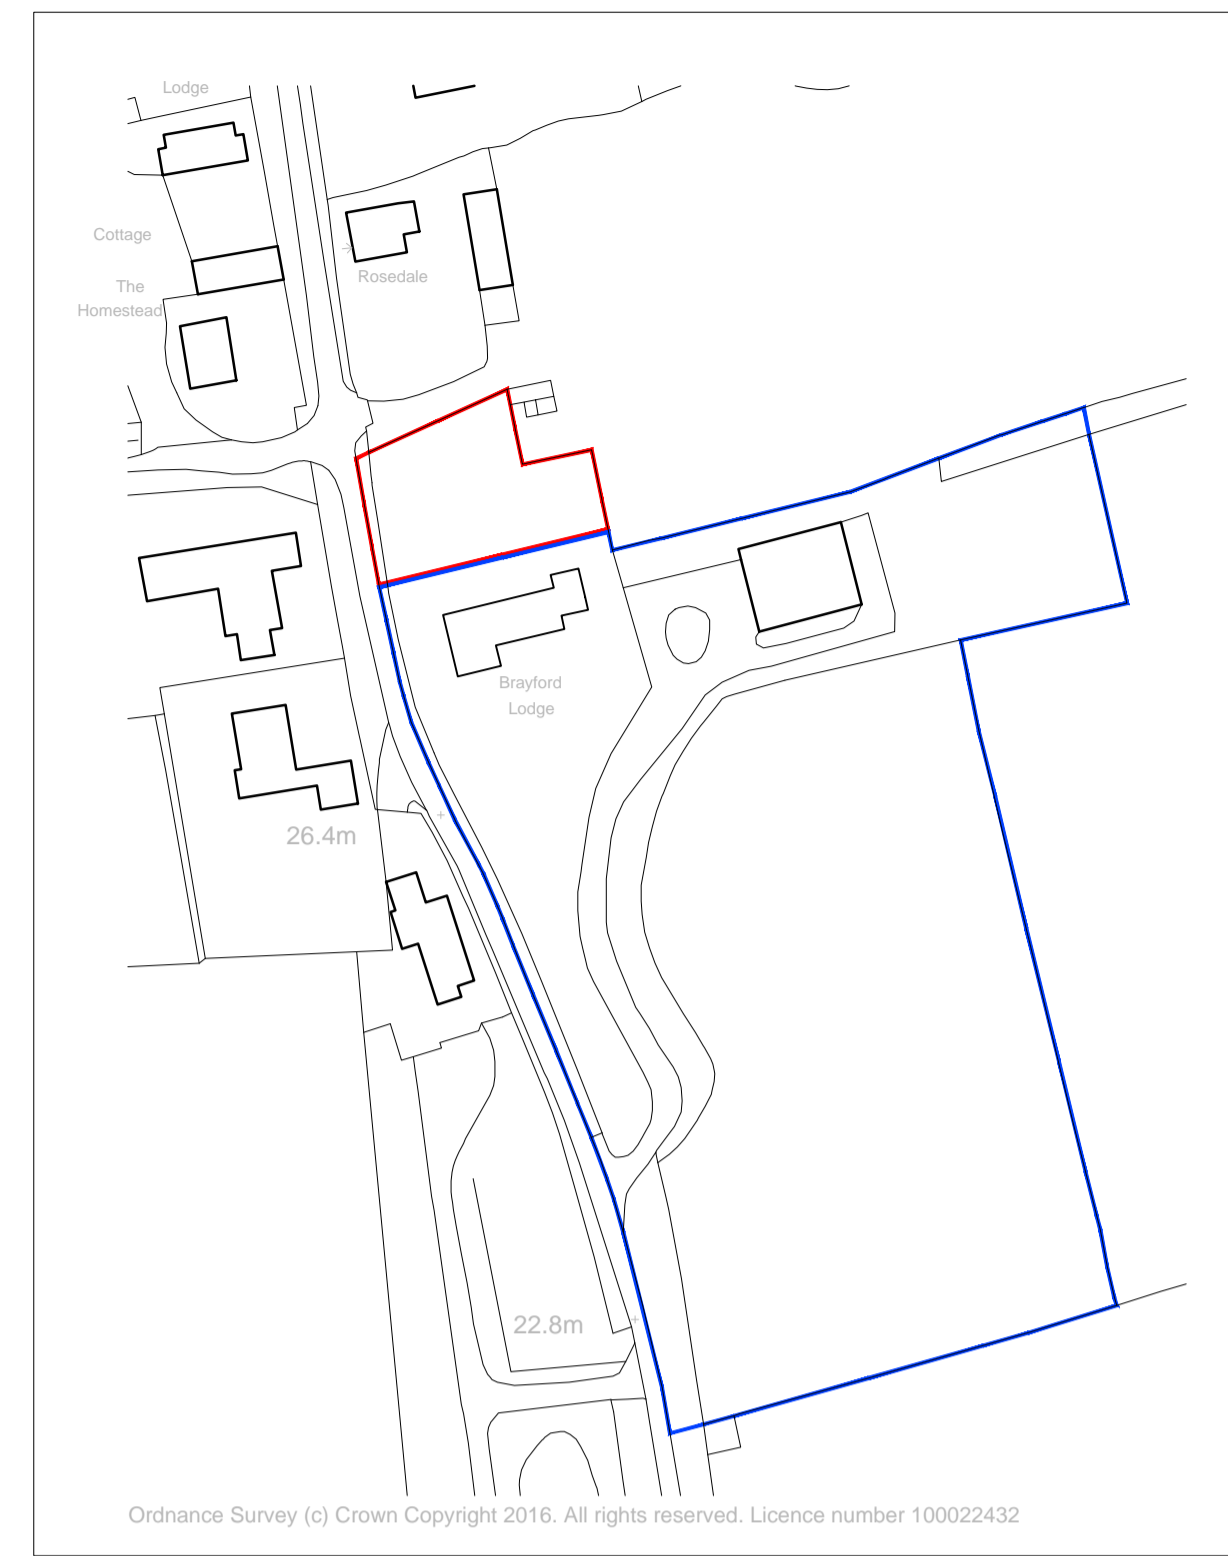 Lodge
Cottage
The
Homestead
Rosedale
Brayford
Lodge
26.4m
22.8m
Ordnance Survey (c) Crown Copyright 2016. All rights reserved. Licence number 100022432